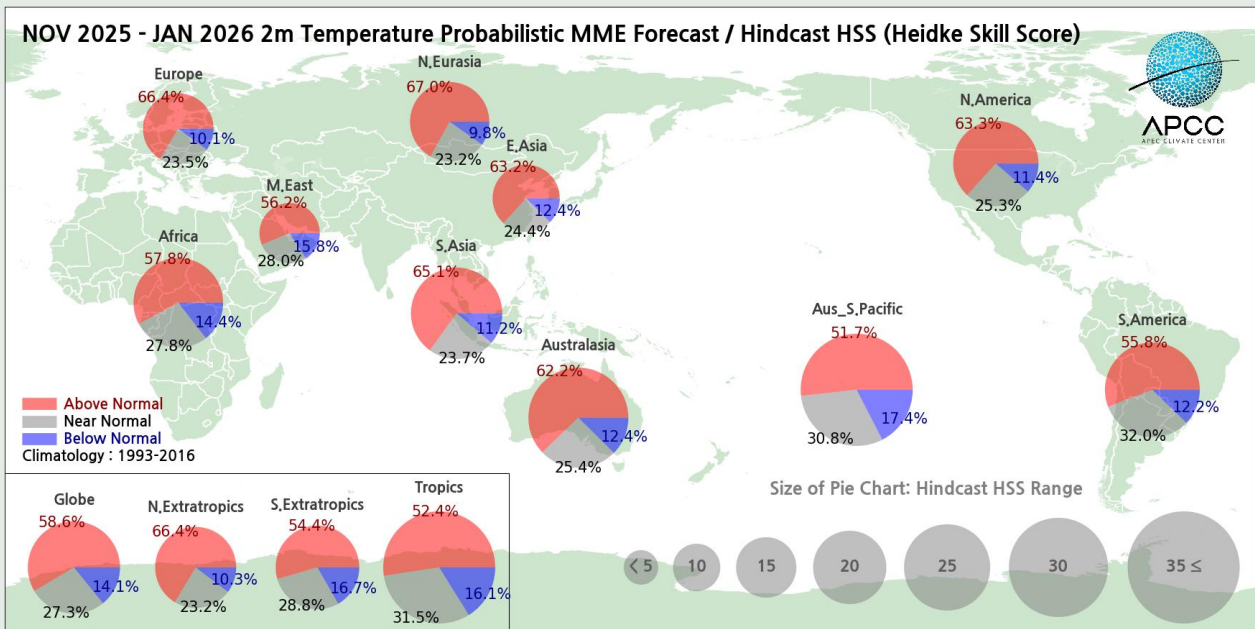 NOV 2025 - JAN 2026 2m Temperature Probabilistic MME Forecast / Hindcast HSS (Heidke Skill Score)
APCC
APEC CLIMATE CENTER
Europe
66.4%
10.1%
23.5%
N.Eurasia
67.0%
9.8%
23.2%
E.Asia
63.2%
12.4%
24.4%
N.America
63.3%
11.4%
25.3%
M.East
56.2%
15.8%
28.0%
Africa
57.8%
14.4%
27.8%
S.Asia
65.1%
11.2%
23.7%
Australasia
62.2%
12.4%
25.4%
Aus_S.Pacific
51.7%
17.4%
30.8%
S.America
55.8%
12.2%
32.0%
Above Normal
Near Normal
Below Normal
Climatology : 1993-2016
Globe
58.6%
14.1%
27.3%
N.Extratropics
66.4%
10.3%
23.2%
S.Extratropics
54.4%
16.7%
28.8%
Tropics
52.4%
16.1%
31.5%
Size of Pie Chart: Hindcast HSS Range
< 5
10
15
20
25
30
35 ≤